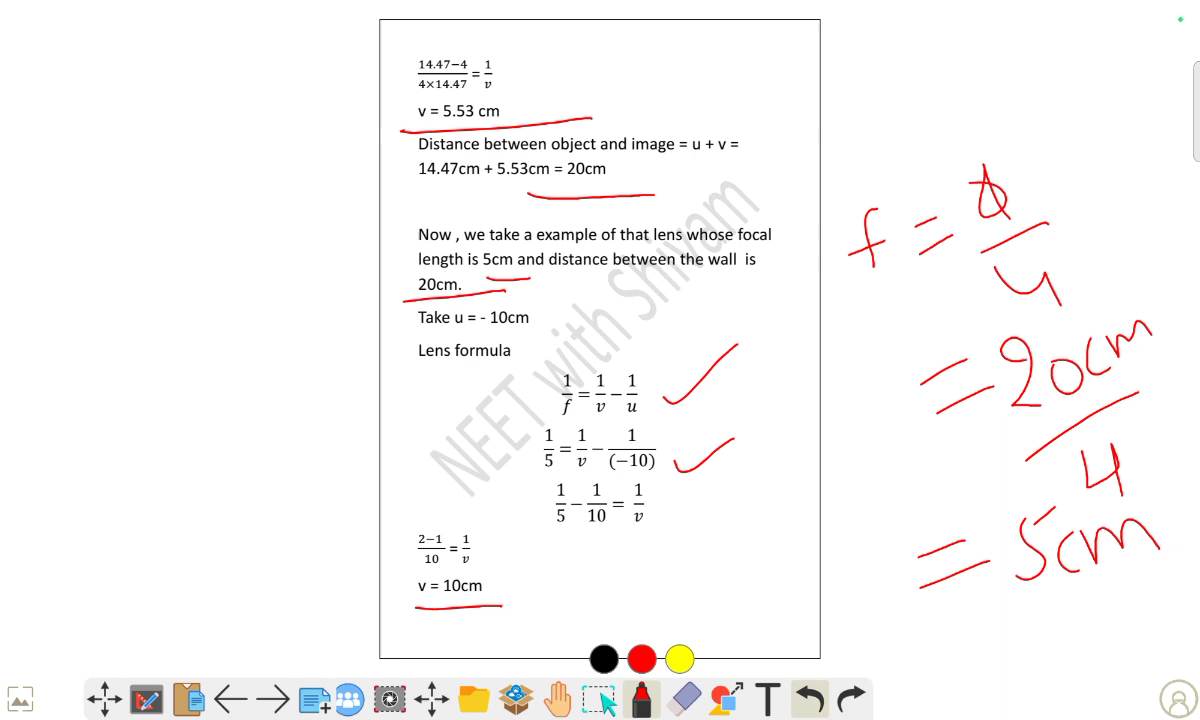 14.47−4/4×14.47 = 1/v
v = 5.53 cm
Distance between object and image = u + v =
14.47cm + 5.53cm = 20cm
Now , we take a example of that lens whose focal
length is 5cm and distance between the wall is
20cm.
Take u = - 10cm
Lens formula
1/f = 1/v − 1/u
1/5 = 1/v − 1/(−10)
1/5 − 1/10 = 1/v
2−1/10 = 1/v
v = 10cm
NEET with Shivam
f = /4
= 20cm/4
= 5cm
T